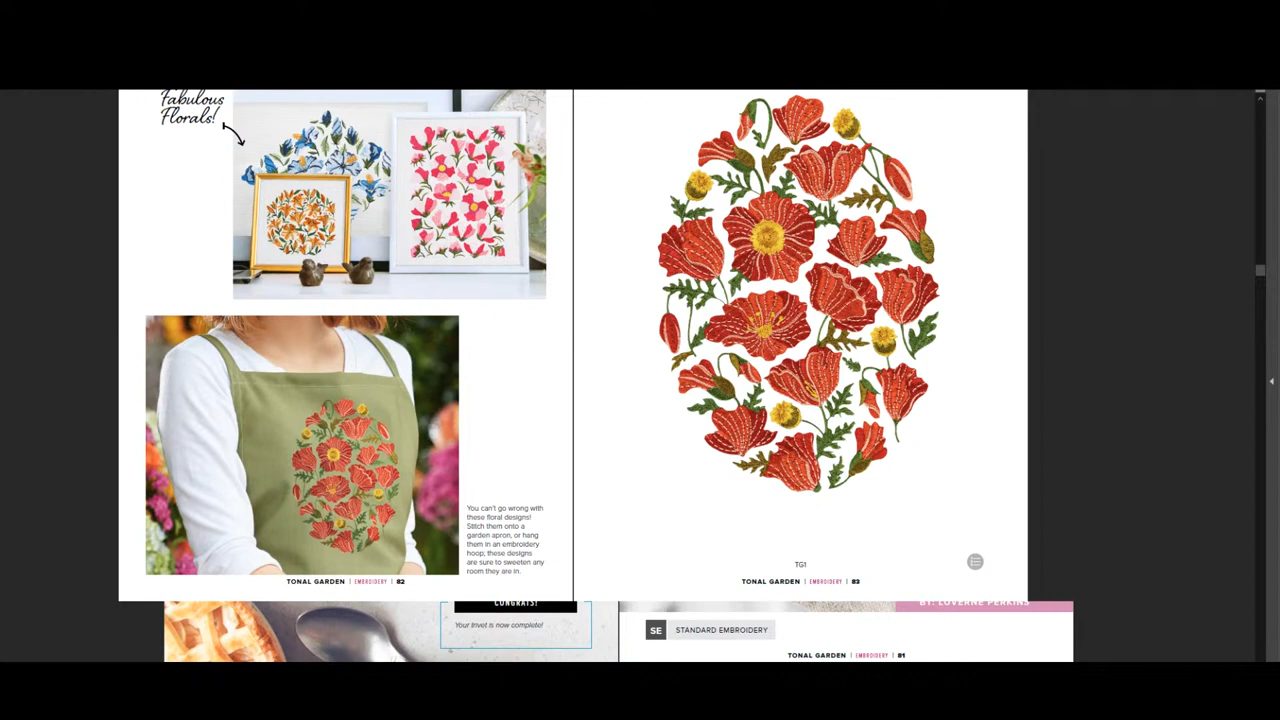 Fabulous
Florals!
You can't go wrong with
these floral designs!
Stitch them onto a
garden apron, or hang
them in an embroidery
hoop; these designs
are sure to sweeten any
room they are in.
TONAL GARDEN | EMBROIDERY | 82
TG1
TONAL GARDEN | EMBROIDERY | 83
CONGRATS!
Your trivet is now complete!
BY: LOVERNE PERKINS
SE STANDARD EMBROIDERY
TONAL GARDEN | EMBROIDERY | 81